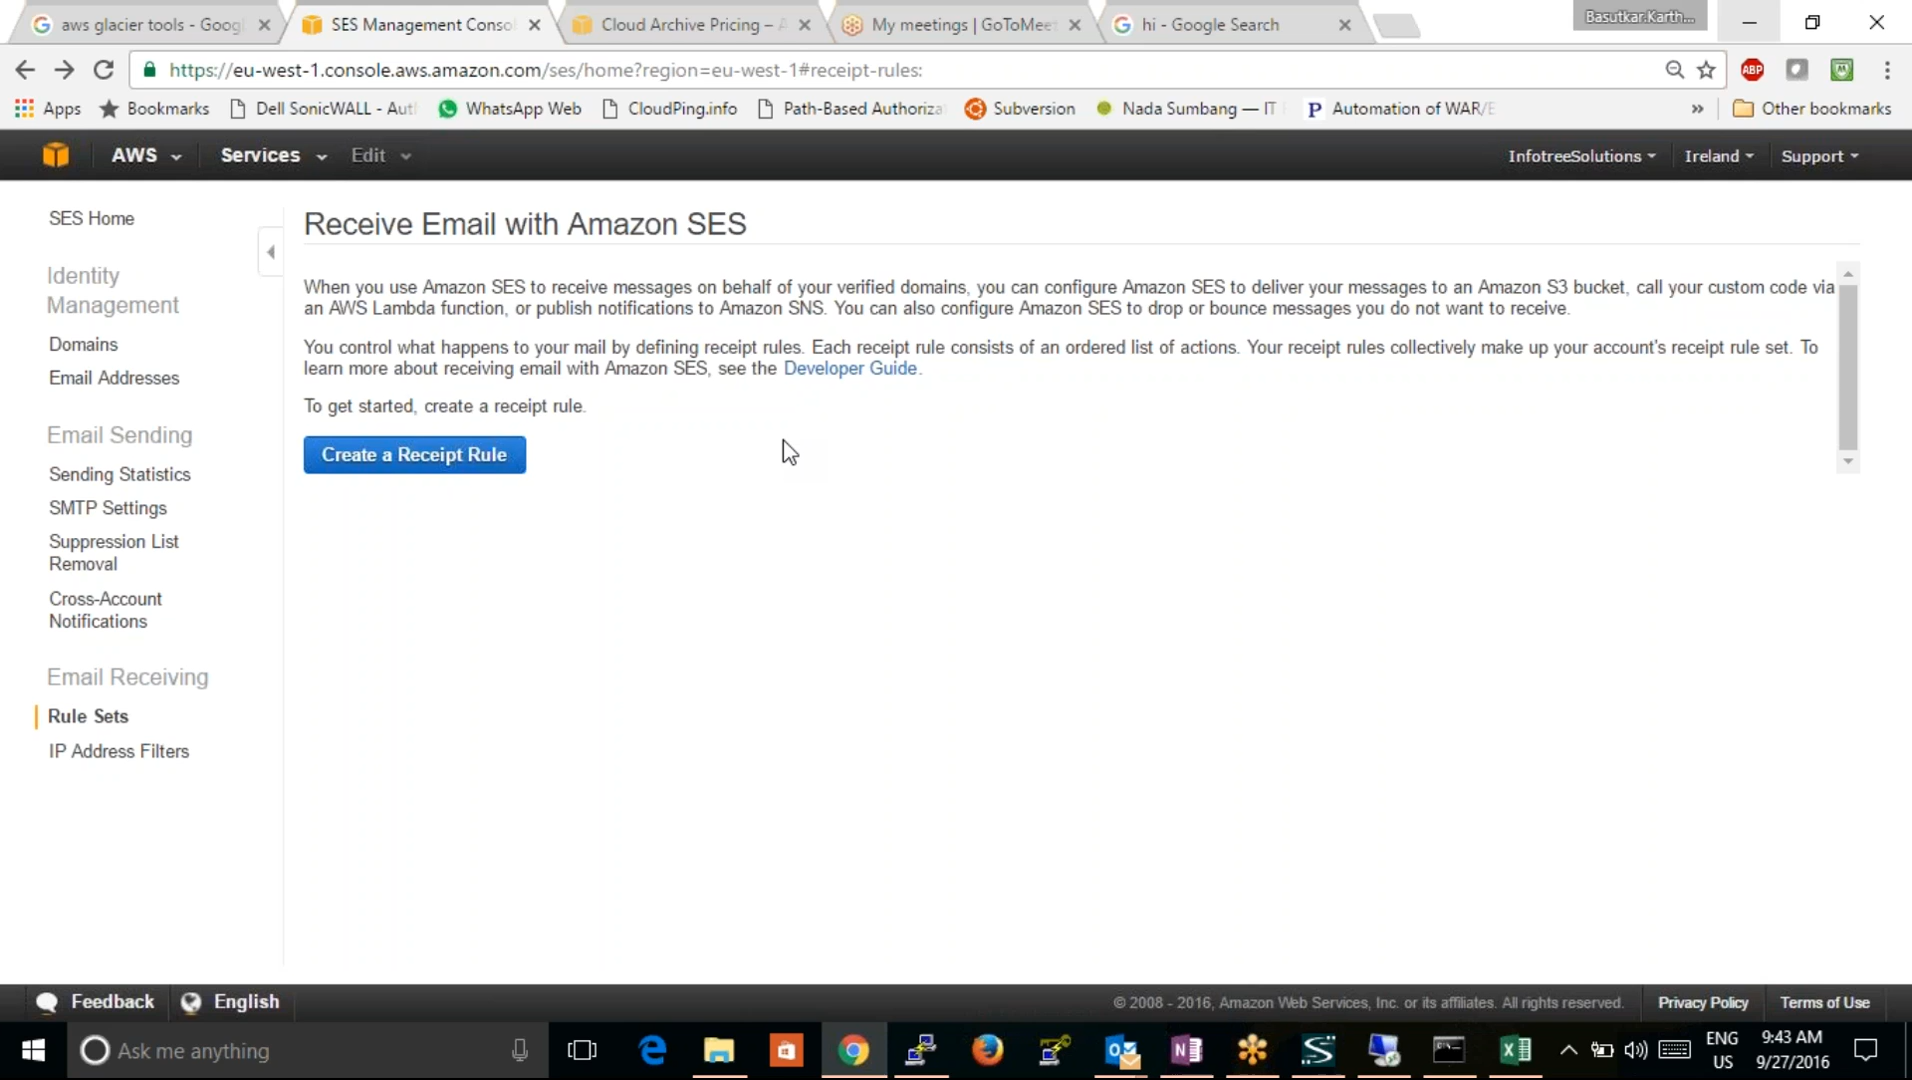 aws glacier tools - Goog
SES Management Conso
Cloud Archive Pricing – A
My meetings | GoToMeet
hi - Google Search
Basutkar.Karth...
https://eu-west-1.console.aws.amazon.com/ses/home?region=eu-west-1#receipt-rules:
ABP
Apps
Bookmarks
Dell SonicWALL - Aut
WhatsApp Web
CloudPing.info
Path-Based Authoriza
Subversion
Nada Sumbang — IT
P
Automation of WAR/E
»
Other bookmarks
AWS
Services
Edit
InfotreeSolutions
Ireland
Support
SES Home
Identity
Management
Domains
Email Addresses
Email Sending
Sending Statistics
SMTP Settings
Suppression List
Removal
Cross-Account
Notifications
Email Receiving
Rule Sets
IP Address Filters
Receive Email with Amazon SES
When you use Amazon SES to receive messages on behalf of your verified domains, you can configure Amazon SES to deliver your messages to an Amazon S3 bucket, call your custom code via
an AWS Lambda function, or publish notifications to Amazon SNS. You can also configure Amazon SES to drop or bounce messages you do not want to receive.
You control what happens to your mail by defining receipt rules. Each receipt rule consists of an ordered list of actions. Your receipt rules collectively make up your account's receipt rule set. To
learn more about receiving email with Amazon SES, see the Developer Guide.
To get started, create a receipt rule.
Create a Receipt Rule
Feedback
English
© 2008 - 2016, Amazon Web Services, Inc. or its affiliates. All rights reserved.
Privacy Policy
Terms of Use
Ask me anything
ENG
US
9:43 AM
9/27/2016